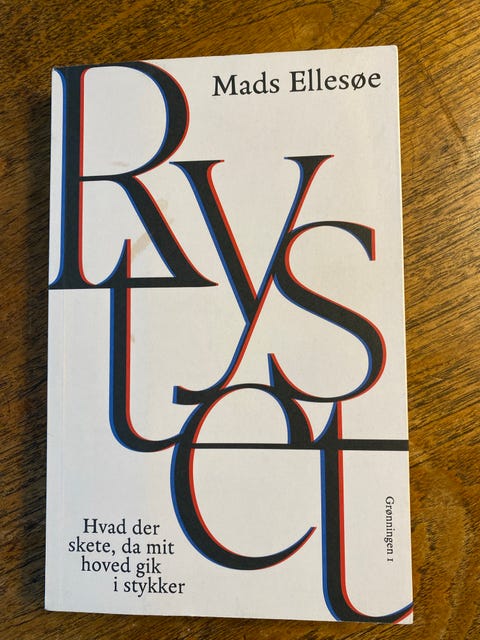 Mads Ellesøe
Rystet
Hvad der
skete, da mit
hoved gik
i stykker
Grønningen 1